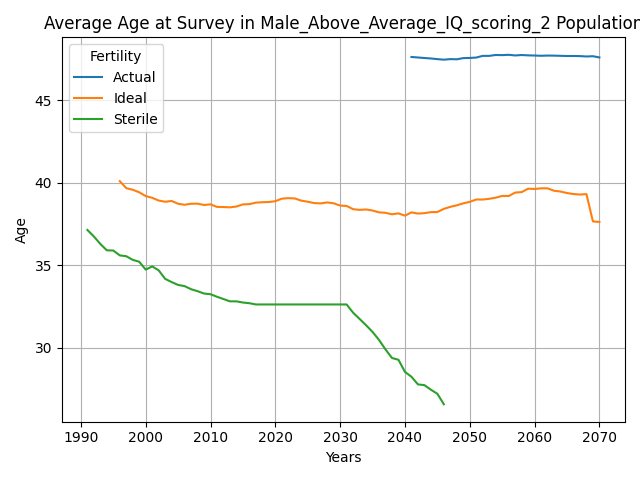 Average Age at Survey in Male_Above_Average_IQ_scoring_2 Population
Fertility
Actual
Ideal
Sterile
45
40
35
30
Age
1990 2000 2010 2020 2030 2040 2050 2060 2070
Years